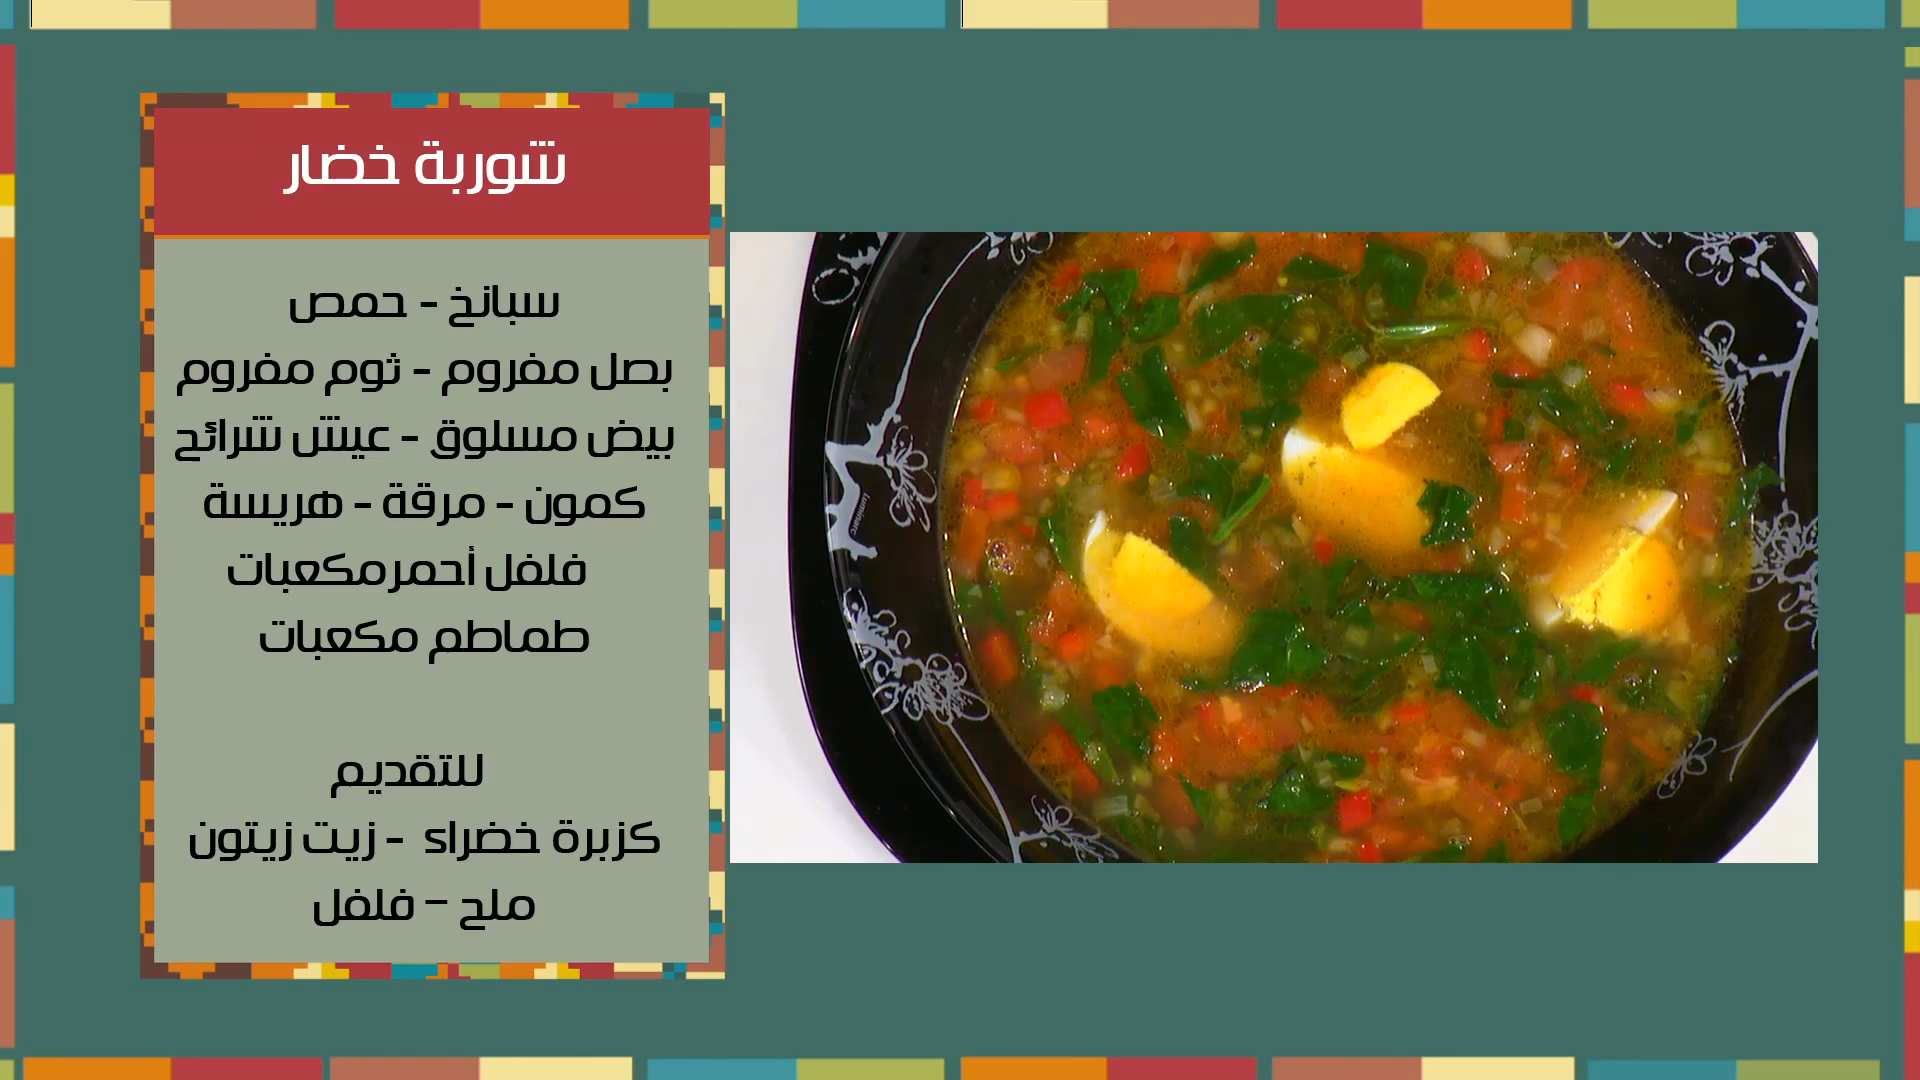 شوربة خضار
سبانخ - حمص
بصل مفروم - ثوم مفروم
بيض مسلوق - عيش شرائح
كمون - مرقة - هريسة
فلفل أحمرمكعبات
طماطم مكعبات
للتقديم
كزبرة خضراء - زيت زيتون
ملح – فلفل
luminarc